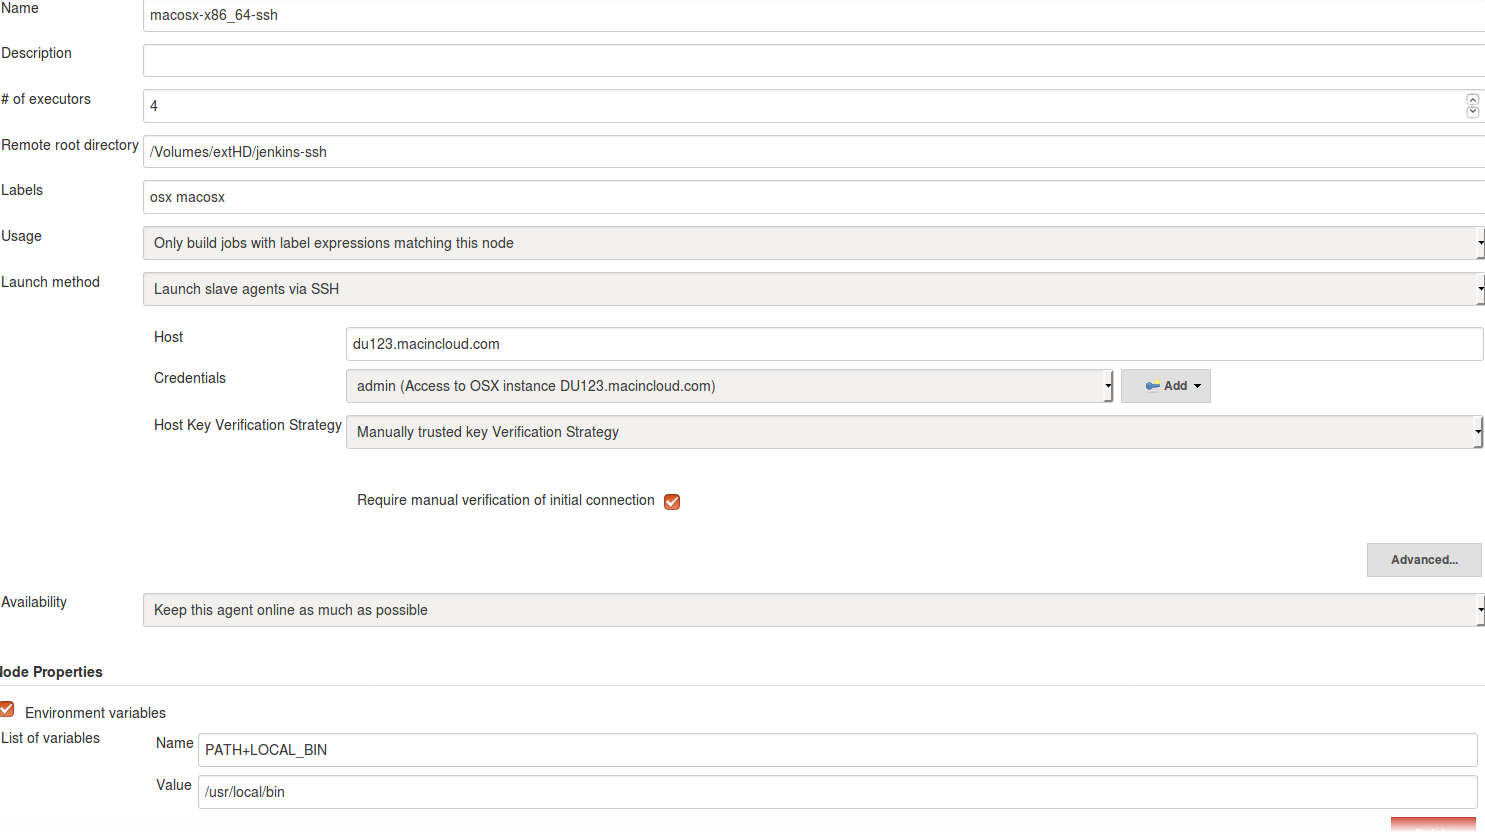 Name macosx-x86_64-ssh
Description
# of executors 4
Remote root directory /Volumes/extHD/jenkins-ssh
Labels osx macosx
Usage Only build jobs with label expressions matching this node
Launch method Launch slave agents via SSH
Host du123.macincloud.com
Credentials admin (Access to OSX instance DU123.macincloud.com) Add
Host Key Verification Strategy Manually trusted key Verification Strategy
Require manual verification of initial connection
Advanced...
Availability Keep this agent online as much as possible
Node Properties
Environment variables
List of variables Name PATH+LOCAL_BIN
Value /usr/local/bin